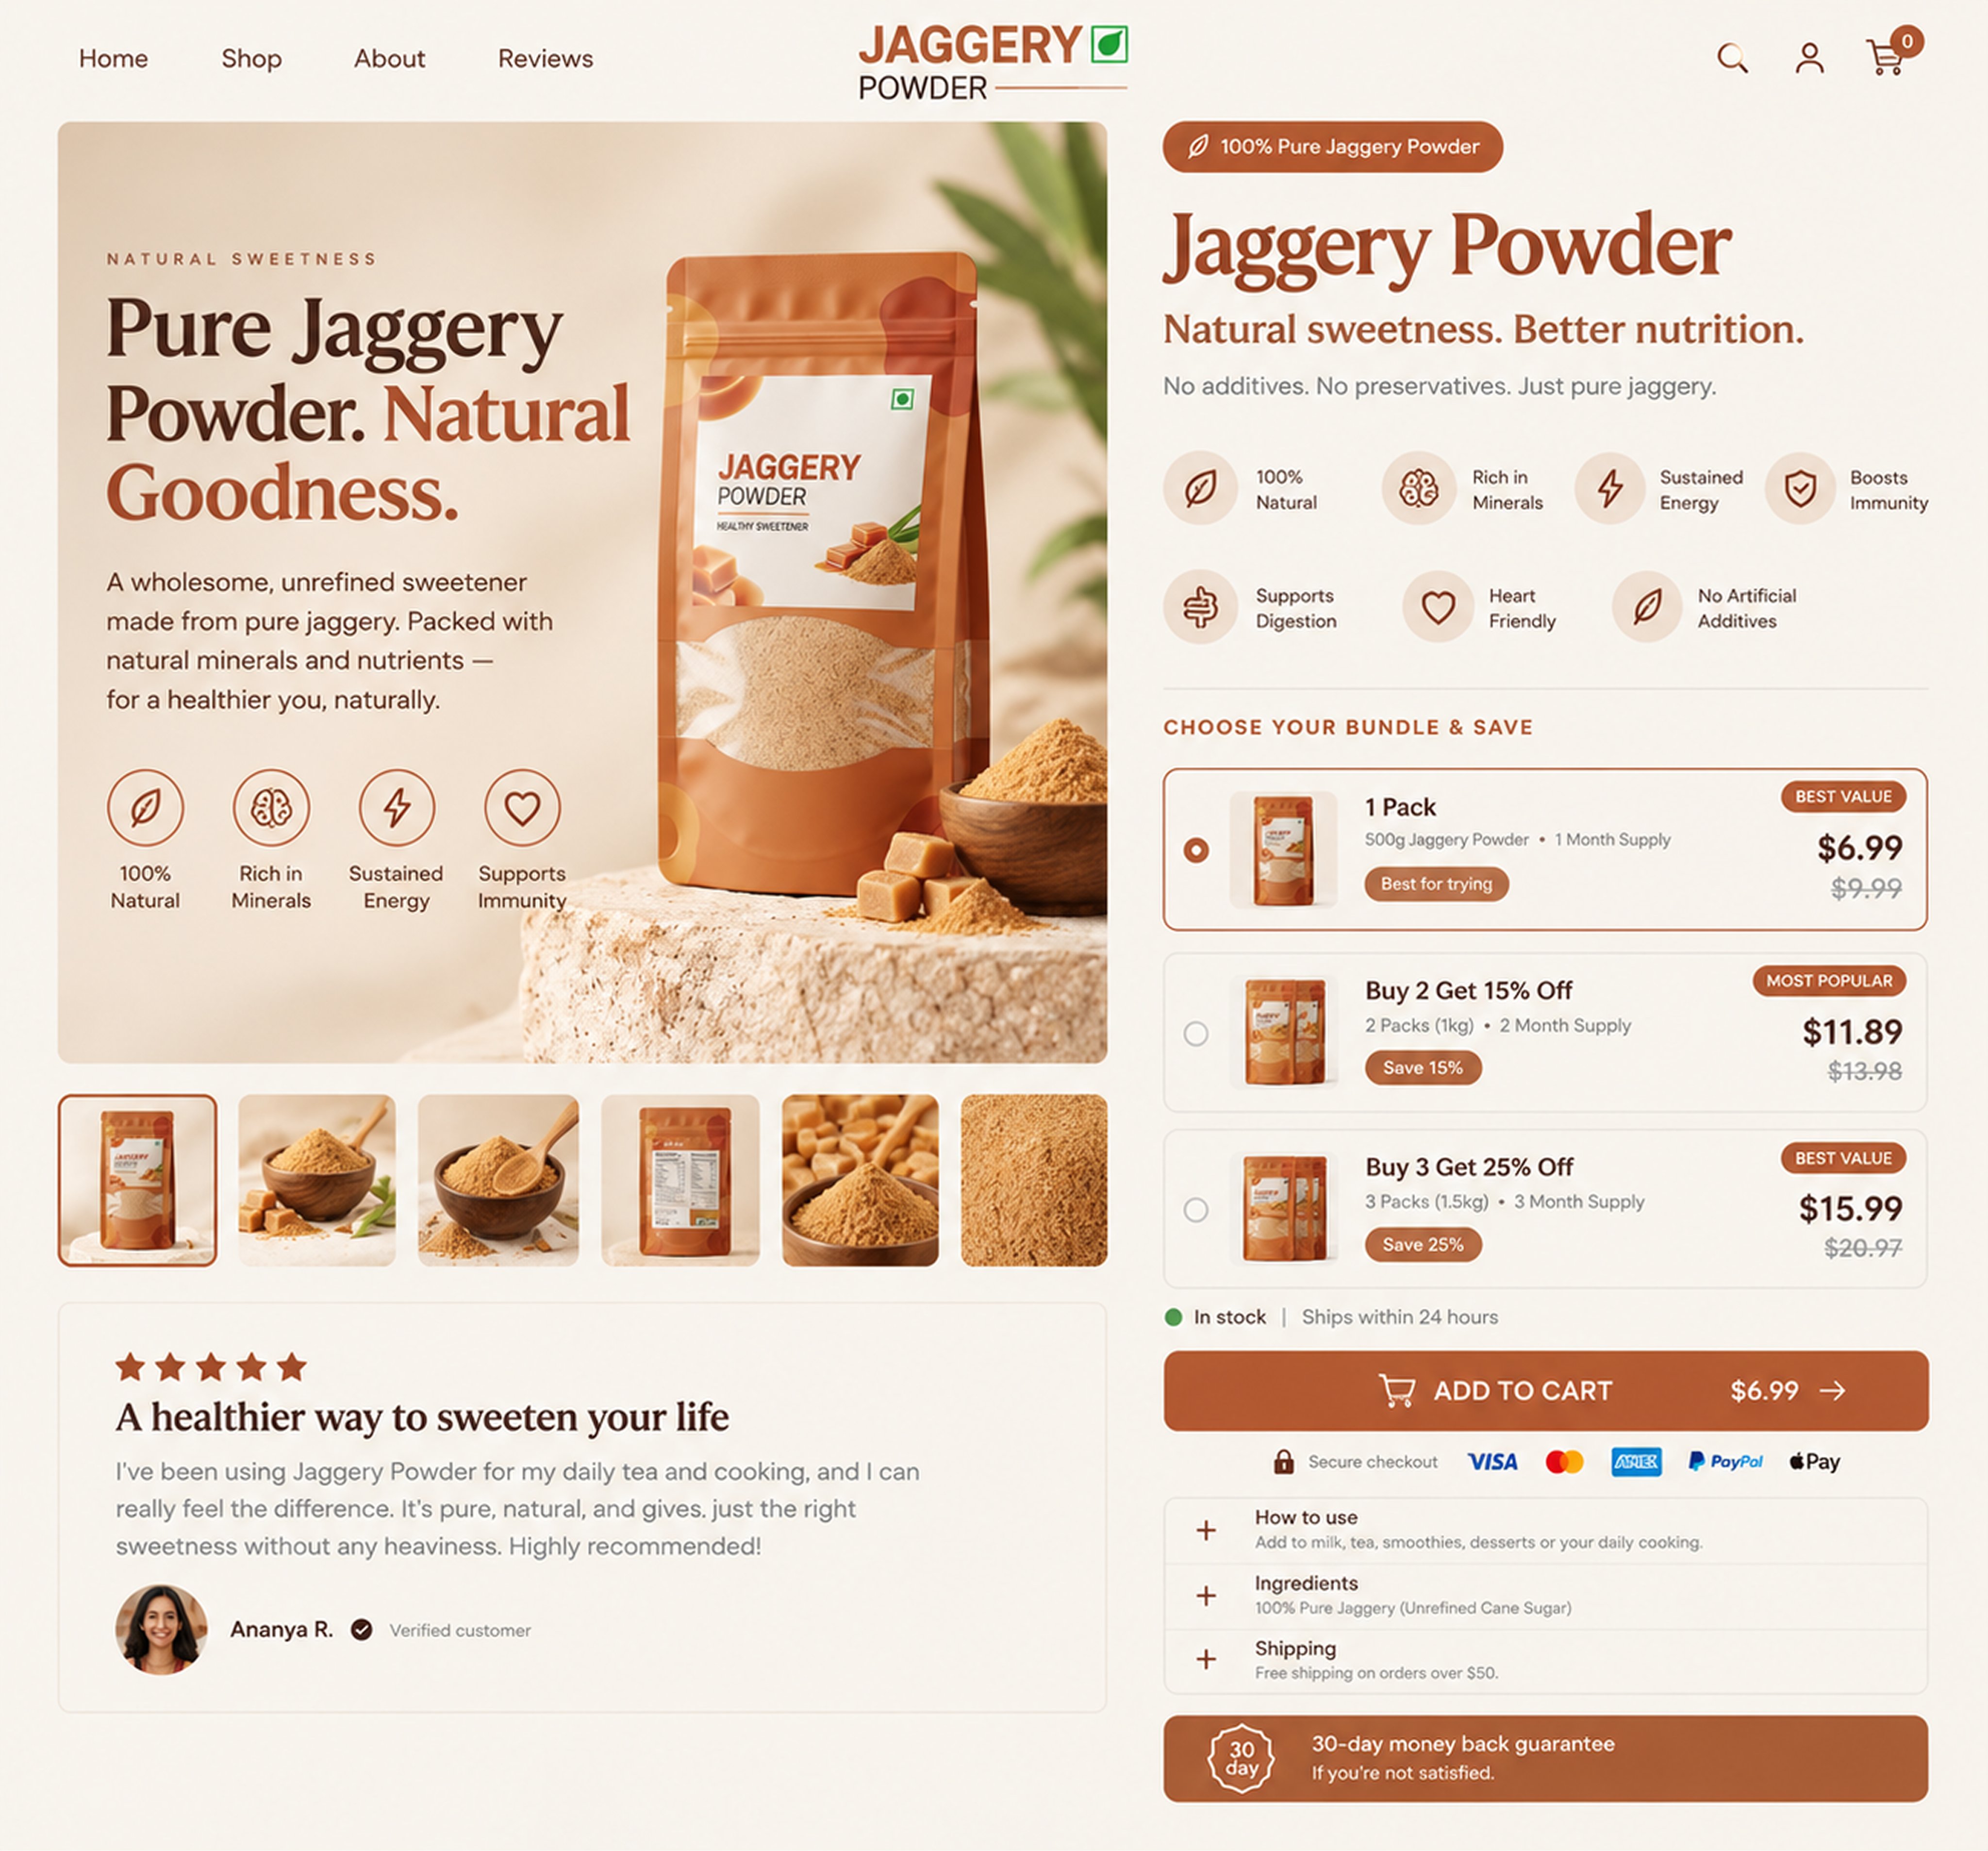 Home
Shop
About
Reviews
JAGGERY
POWDER
0
NATURAL SWEETNESS
Pure Jaggery
Powder. Natural
Goodness.
A wholesome, unrefined sweetener
made from pure jaggery. Packed with
natural minerals and nutrients —
for a healthier you, naturally.
100%
Natural
Rich in
Minerals
Sustained
Energy
Supports
Immunity
JAGGERY
POWDER
HEALTHY SWEETENER
A healthier way to sweeten your life
I've been using Jaggery Powder for my daily tea and cooking, and I can
really feel the difference. It's pure, natural, and gives. just the right
sweetness without any heaviness. Highly recommended!
Ananya R.
Verified customer
100% Pure Jaggery Powder
Jaggery Powder
Natural sweetness. Better nutrition.
No additives. No preservatives. Just pure jaggery.
100%
Natural
Rich in
Minerals
Sustained
Energy
Boosts
Immunity
Supports
Digestion
Heart
Friendly
No Artificial
Additives
CHOOSE YOUR BUNDLE & SAVE
1 Pack
500g Jaggery Powder • 1 Month Supply
Best for trying
BEST VALUE
$6.99
$9.99
Buy 2 Get 15% Off
2 Packs (1kg) • 2 Month Supply
Save 15%
MOST POPULAR
$11.89
$13.98
Buy 3 Get 25% Off
3 Packs (1.5kg) • 3 Month Supply
Save 25%
BEST VALUE
$15.99
$20.97
In stock | Ships within 24 hours
ADD TO CART $6.99
Secure checkout VISA AMEX PayPal Pay
How to use
Add to milk, tea, smoothies, desserts or your daily cooking.
Ingredients
100% Pure Jaggery (Unrefined Cane Sugar)
Shipping
Free shipping on orders over $50.
30
day
30-day money back guarantee
If you're not satisfied.